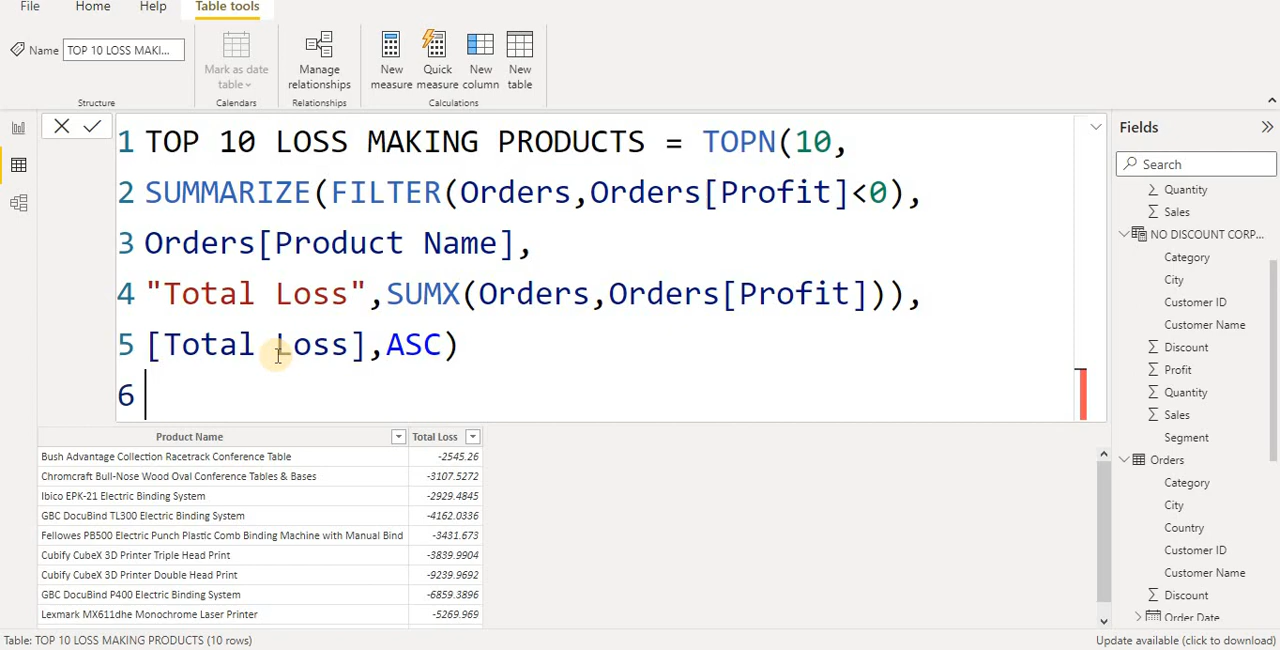 File Home Help Table tools
Name TOP 10 LOSS MAKI...
Mark as date table
Manage relationships
New measure
Quick measure
New column
New table
Structure Calendars Relationships Calculations
1 TOP 10 LOSS MAKING PRODUCTS = TOPN(10,
2 SUMMARIZE(FILTER(Orders,Orders[Profit]<0),
3 Orders[Product Name],
4 "Total Loss",SUMX(Orders,Orders[Profit])),
5 [Total Loss],ASC)
6
Product Name Total Loss
Bush Advantage Collection Racetrack Conference Table -2545.26
Chromcraft Bull-Nose Wood Oval Conference Tables & Bases -3107.5272
Ibico EPK-21 Electric Binding System -2929.4845
GBC DocuBind TL300 Electric Binding System -4162.0336
Fellowes PB500 Electric Punch Plastic Comb Binding Machine with Manual Bind -3431.673
Cubify CubeX 3D Printer Triple Head Print -3839.9904
Cubify CubeX 3D Printer Double Head Print -9239.9692
GBC DocuBind P400 Electric Binding System -6859.3896
Lexmark MX611dhe Monochrome Laser Printer -5269.969
Fields
Search
Quantity
Sales
NO DISCOUNT CORP...
Category
City
Customer ID
Customer Name
Discount
Profit
Quantity
Sales
Segment
Orders
Category
City
Country
Customer ID
Customer Name
Discount
Order Date
Table: TOP 10 LOSS MAKING PRODUCTS (10 rows)
Update available (click to download)